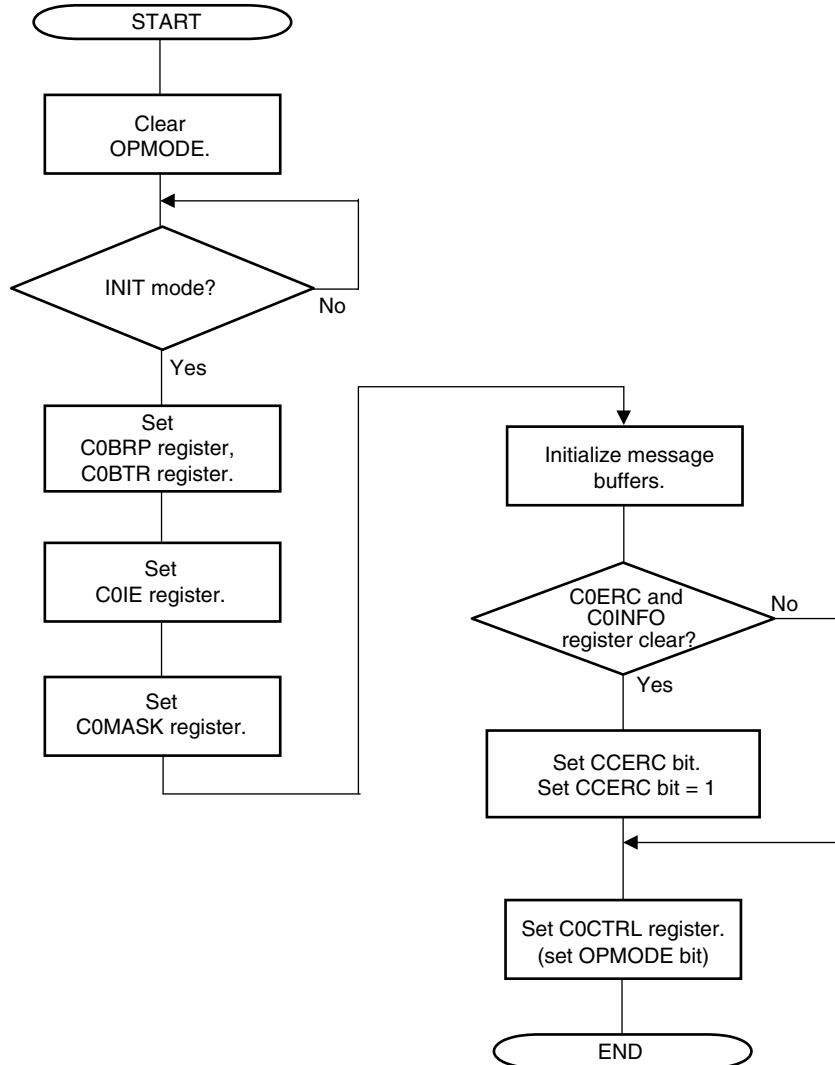 START
Clear
OPMODE.
INIT mode?
No
Yes
Set
C0BRP register,
C0BTR register.
Set
C0IE register.
Set
C0MASK register.
Initialize message
buffers.
C0ERC and
C0INFO
register clear?
No
Yes
Set CCERC bit.
Set CCERC bit = 1
Set C0CTRL register.
(set OPMODE bit)
END